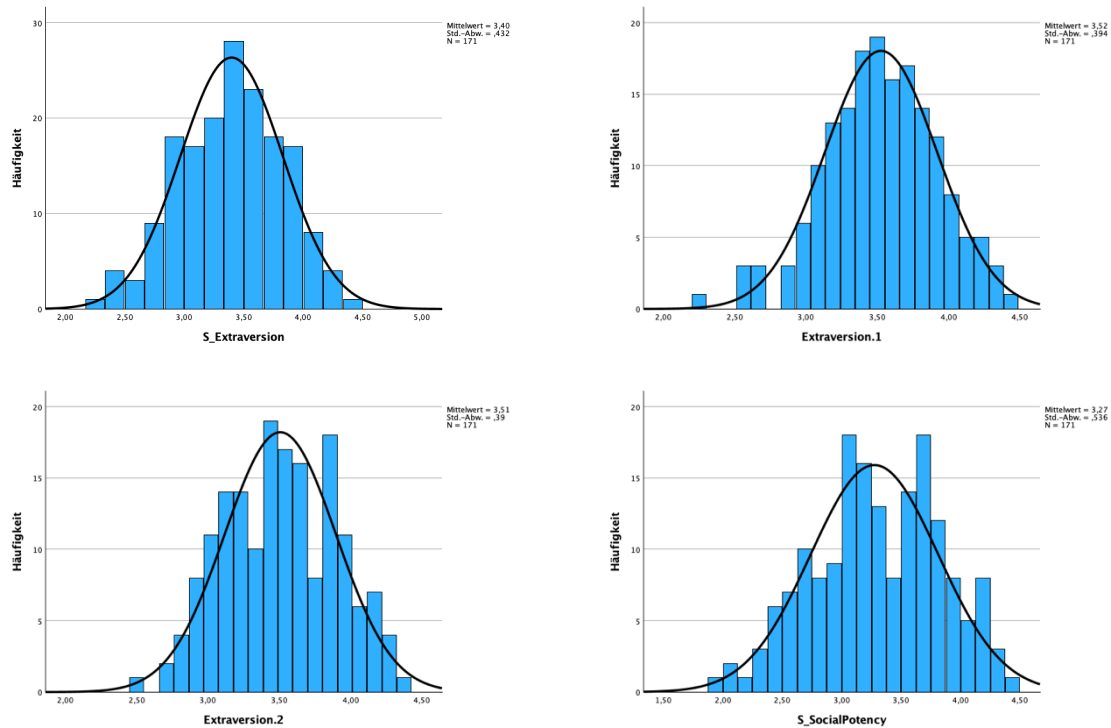 30
20
10
0
Häufigkeit
2,00 2,50 3,00 3,50 4,00 4,50 5,00
S_Extraversion
Mittelwert = 3,40
Std.-Abw. = ,432
N = 171
20
15
10
5
0
Häufigkeit
2,00 2,50 3,00 3,50 4,00 4,50
Extraversion.1
Mittelwert = 3,52
Std.-Abw. = ,394
N = 171
20
15
10
5
0
Häufigkeit
2,00 2,50 3,00 3,50 4,00 4,50
Extraversion.2
Mittelwert = 3,51
Std.-Abw. = ,39
N = 171
20
15
10
5
0
Häufigkeit
1,50 2,00 2,50 3,00 3,50 4,00 4,50
S_SocialPotency
Mittelwert = 3,27
Std.-Abw. = ,536
N = 171